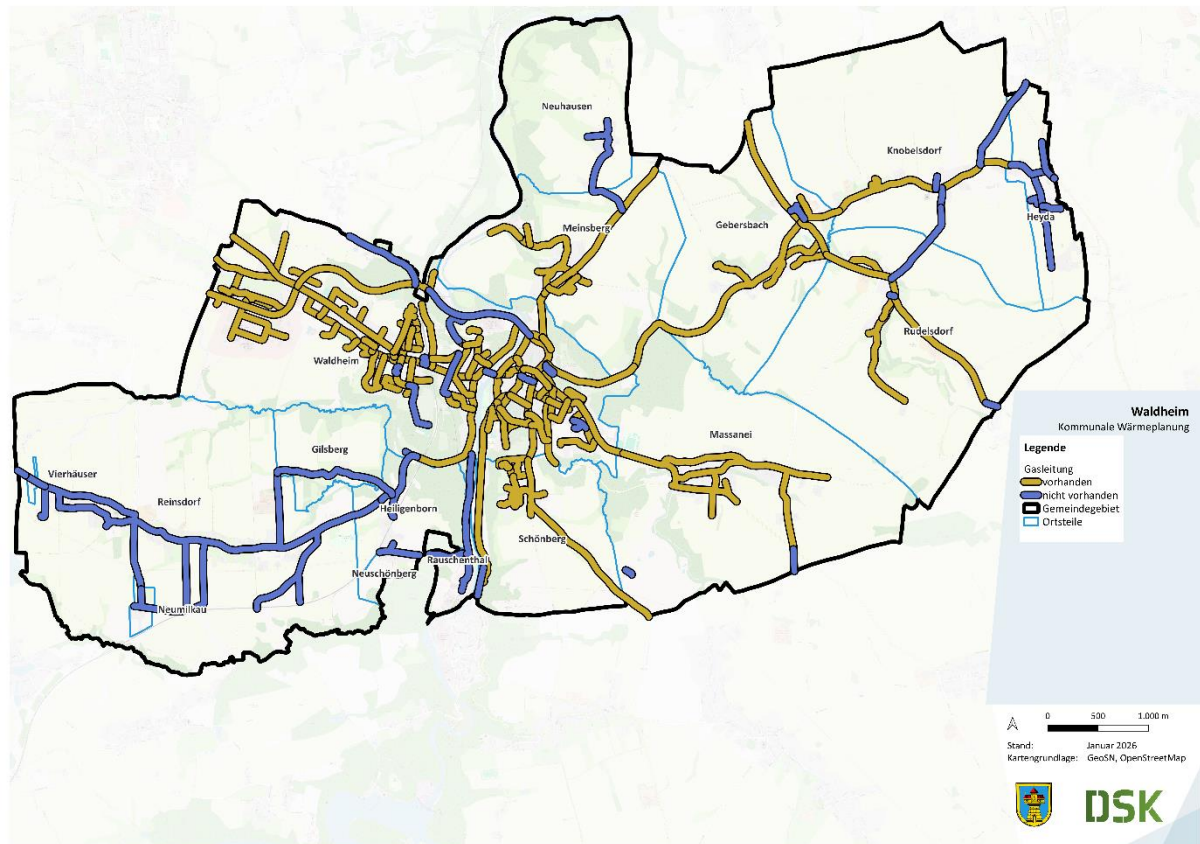 Neuhausen
Knobelsdorf
Heyda
Gebersbach
Meinsberg
Rudelsdorf
Waldheim
Massanei
Gilsberg
Vierhäuser
Reinsdorf
Heiligenborn
Schönberg
Rauschenthal
Neuschönberg
Neumilkau
Waldheim
Kommunale Wärmeplanung
Legende
Gasleitung
vorhanden
nicht vorhanden
Gemeindegebiet
Ortsteile
0 500 1.000 m
Stand: Januar 2026
Kartengrundlage: GeoSN, OpenStreetMap
DSK